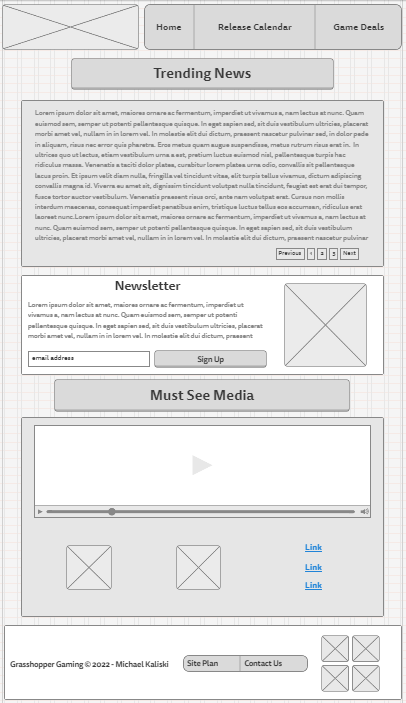 Home Release Calendar Game Deals
Trending News
Lorem ipsum dolor sit amet, maiores ornare ac fermentum, imperdiet ut vivamus a, nam lectus at nunc. Quam
euismod sem, semper ut potenti pellentesque quisque. In eget sapien sed, sit duis vestibulum ultricies, placerat
morbi amet vel, nullam in in lorem vel. In molestie elit dui dictum, praesent nascetur pulvinar sed, in dolor pede
in aliquam, risus nec error quis pharetra. Eros metus quam augue suspendisse, metus rutrum risus erat in. In
ultrices quo ut lectus, etiam vestibulum urna a est, pretium luctus euismod nisl, pellentesque turpis hac
ridiculus massa. Venenatis a taciti dolor platea, curabitur lorem platea urna odio, convallis sit pellentesque
lacus proin. Et ipsum velit diam nulla, fringilla vel tincidunt vitae, elit turpis tellus vivamus, dictum adipiscing
convallis magna id. Viverra eu amet sit, dignissim tincidunt volutpat nulla tincidunt, feugiat est erat dui tempor,
fusce tortor auctor vestibulum. Venenatis praesent risus orci, ante nam volutpat erat. Cursus non mollis
interdum maecenas, consequat imperdiet penatibus enim, tristique luctus tellus eos accumsan, ridiculus erat
laoreet nunc.Lorem ipsum dolor sit amet, maiores ornare ac fermentum, imperdiet ut vivamus a, nam lectus at
nunc. Quam euismod sem, semper ut potenti pellentesque quisque. In eget sapien sed, sit duis vestibulum
ultricies, placerat morbi amet vel, nullam in in lorem vel. In molestie elit dui dictum, praesent nascetur pulvinar
Previous 1 2 3 Next
Newsletter
Lorem ipsum dolor sit amet, maiores ornare ac fermentum, imperdiet ut
vivamus a, nam lectus at nunc. Quam euismod sem, semper ut potenti
pellentesque quisque. In eget sapien sed, sit duis vestibulum ultricies, placerat
morbi amet vel, nullam in in lorem vel. In molestie elit dui dictum, praesent
email address Sign Up
Must See Media
Link
Link
Link
Grasshopper Gaming © 2022 - Michael Kaliski Site Plan Contact Us